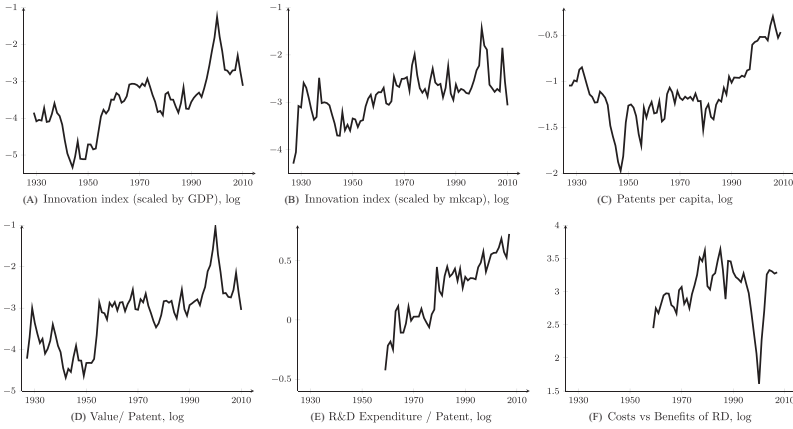 −1
−2
−3
−4
−5
1930 1950 1970 1990 2010
(A) Innovation index (scaled by GDP), log
−1
−2
−3
−4
1930 1950 1970 1990 2010
(B) Innovation index (scaled by mkcap), log
−0.5
−1
−1.5
−2
1930 1950 1970 1990 2010
(C) Patents per capita, log
−1
−2
−3
−4
−5
1930 1950 1970 1990 2010
(D) Value/ Patent, log
0.5
0
−0.5
1930 1950 1970 1990 2010
(E) R&D Expenditure / Patent, log
4
3.5
3
2.5
2
1.5
1930 1950 1970 1990 2010
(F) Costs vs Benefits of RD, log